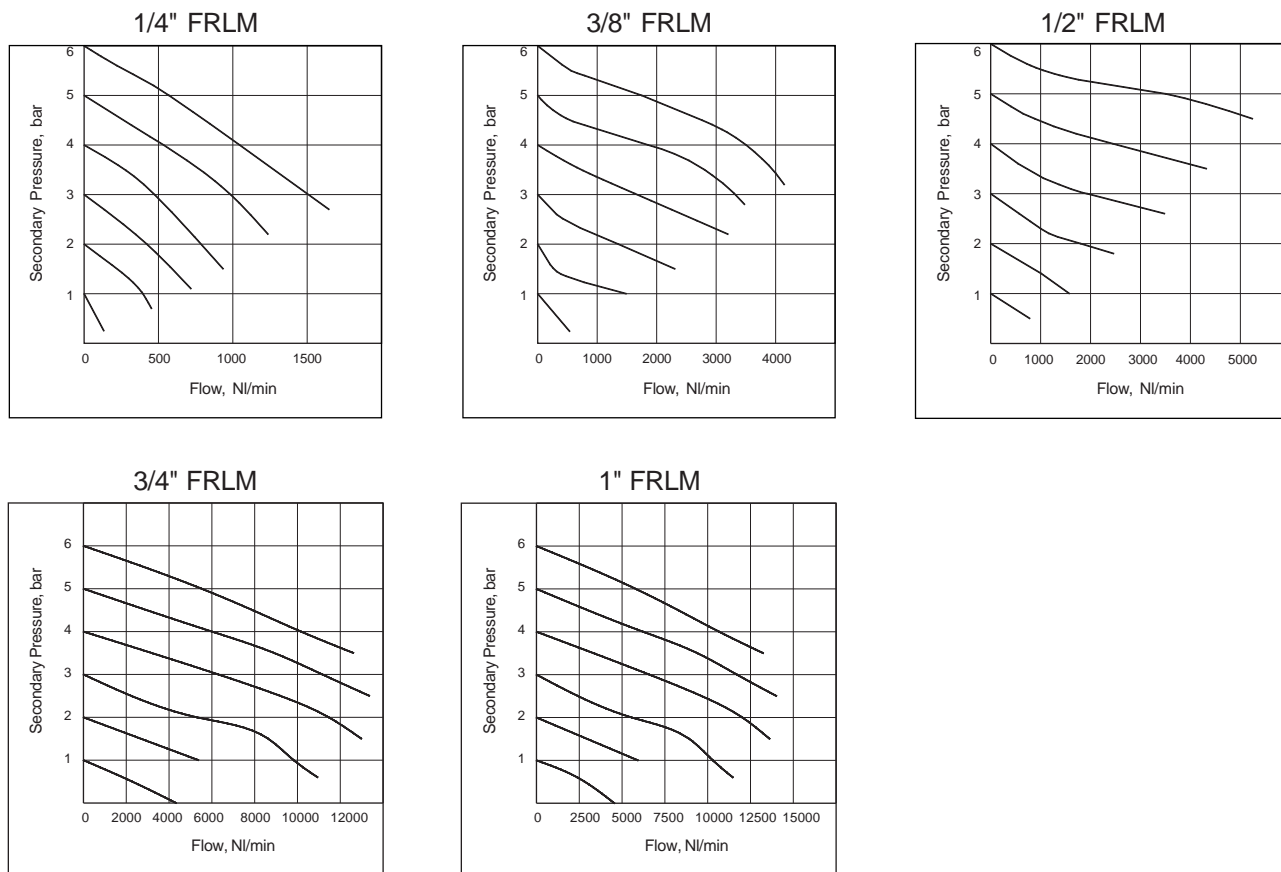 1/4" FRLM
Secondary Pressure, bar
6
5
4
3
2
1
0 500 1000 1500
Flow, Nl/min
3/8" FRLM
Secondary Pressure, bar
6
5
4
3
2
1
0 1000 2000 3000 4000
Flow, Nl/min
1/2" FRLM
Secondary Pressure, bar
6
5
4
3
2
1
0 1000 2000 3000 4000 5000
Flow, Nl/min
3/4" FRLM
Secondary Pressure, bar
6
5
4
3
2
1
0 2000 4000 6000 8000 10000 12000
Flow, Nl/min
1" FRLM
Secondary Pressure, bar
6
5
4
3
2
1
0 2500 5000 7500 10000 12500 15000
Flow, Nl/min